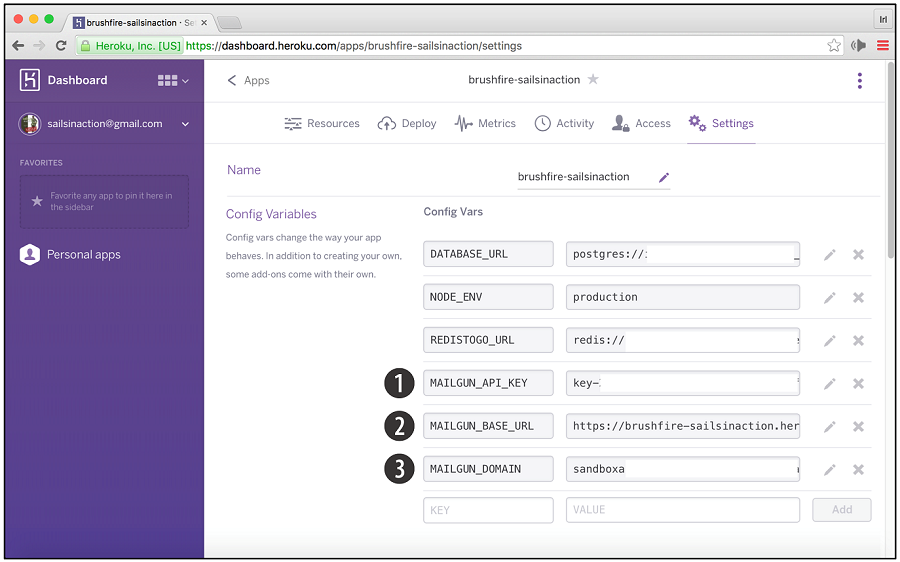 brushfire-sailsinaction · Se
Irl
Heroku, Inc. [US] https://dashboard.heroku.com/apps/brushfire-sailsinaction/settings
Dashboard
Apps
brushfire-sailsinaction
sailsinaction@gmail.com
Resources Deploy Metrics Activity Access Settings
FAVORITES
Favorite any app to pin it here in
the sidebar
Personal apps
Name
brushfire-sailsinaction
Config Variables
Config vars change the way your app
behaves. In addition to creating your own,
some add-ons come with their own.
Config Vars
DATABASE_URL postgres://
NODE_ENV production
REDISTOGO_URL redis://
1 MAILGUN_API_KEY key-
2 MAILGUN_BASE_URL https://brushfire-sailsinaction.her
3 MAILGUN_DOMAIN sandboxa
KEY VALUE Add